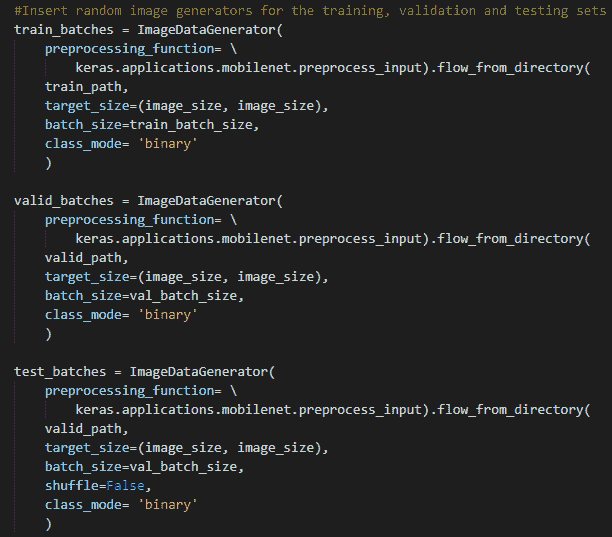 #Insert random image generators for the training, validation and testing sets
train_batches = ImageDataGenerator(
    preprocessing_function= \
        keras.applications.mobilenet.preprocess_input).flow_from_directory(
    train_path,
    target_size=(image_size, image_size),
    batch_size=train_batch_size,
    class_mode= 'binary'
    )

valid_batches = ImageDataGenerator(
    preprocessing_function= \
        keras.applications.mobilenet.preprocess_input).flow_from_directory(
    valid_path,
    target_size=(image_size, image_size),
    batch_size=val_batch_size,
    class_mode= 'binary'
    )

test_batches = ImageDataGenerator(
    preprocessing_function= \
        keras.applications.mobilenet.preprocess_input).flow_from_directory(
    valid_path,
    target_size=(image_size, image_size),
    batch_size=val_batch_size,
    shuffle=False,
    class_mode= 'binary'
    )